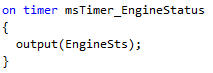 on timer msTimer_EngineStatus
{
  output(EngineSts);
}